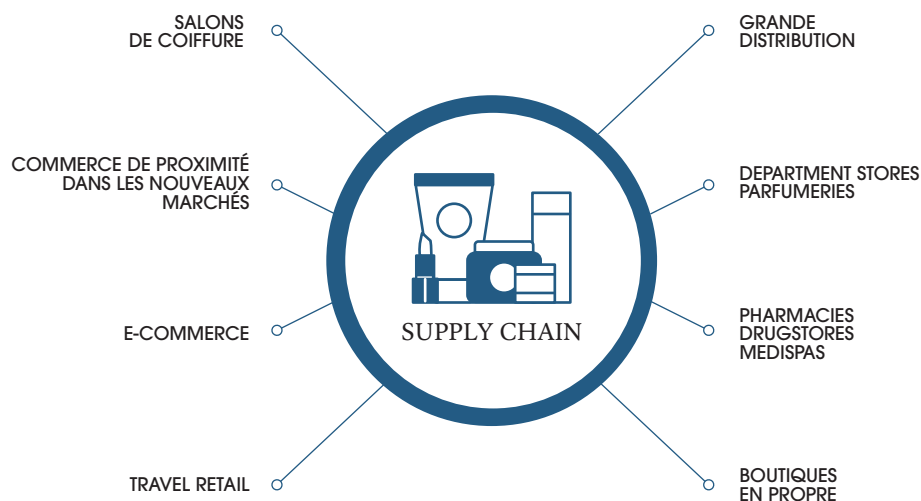 SALONS
DE COIFFURE
GRANDE
DISTRIBUTION
COMMERCE DE PROXIMITÉ
DANS LES NOUVEAUX
MARCHÉS
DEPARTMENT STORES
PARFUMERIES
E-COMMERCE
PHARMACIES
DRUGSTORES
MEDISPAS
SUPPLY CHAIN
TRAVEL RETAIL
BOUTIQUES
EN PROPRE